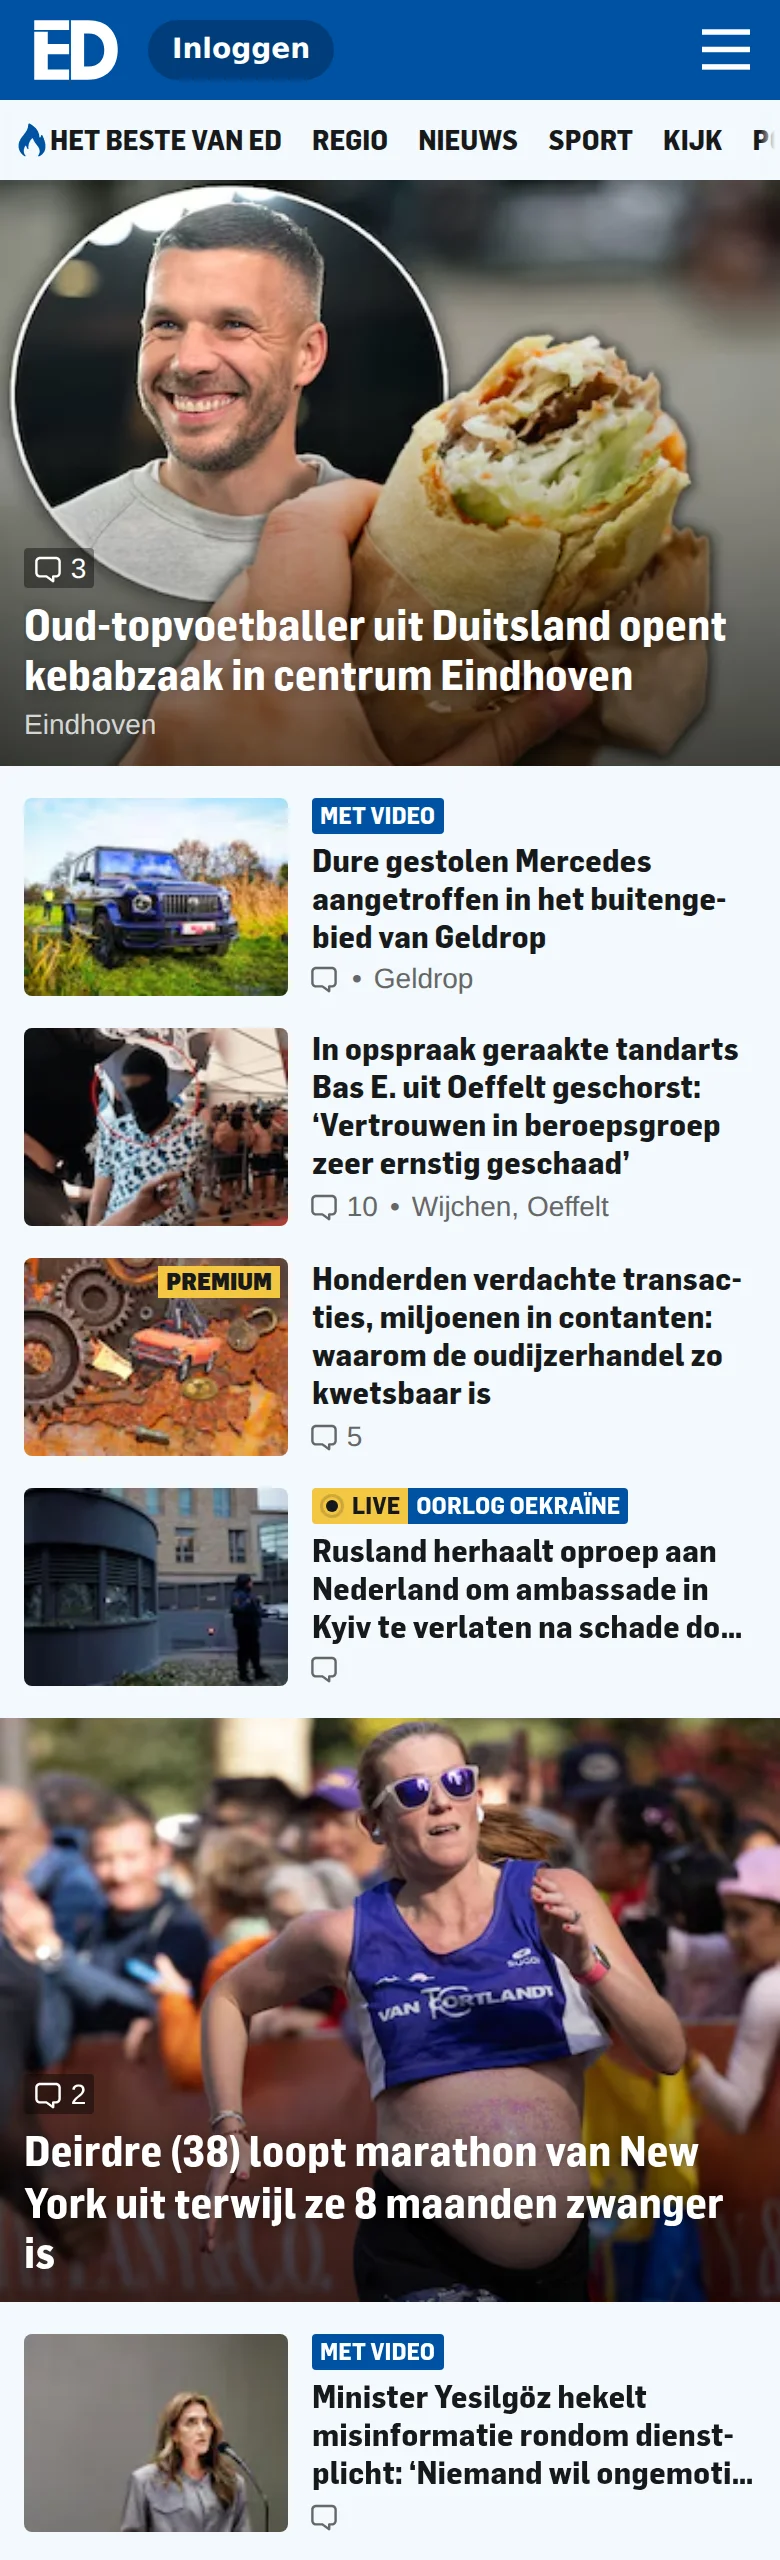 ED
Inloggen
HET BESTE VAN ED REGIO NIEUWS SPORT KIJK
3
Oud-topvoetballer uit Duitsland opent
kebabzaak in centrum Eindhoven
Eindhoven
MET VIDEO
Dure gestolen Mercedes
aangetroffen in het buitenge-
bied van Geldrop
• Geldrop
In opspraak geraakte tandarts
Bas E. uit Oeffelt geschorst:
‘Vertrouwen in beroepsgroep
zeer ernstig geschaad’
10 • Wijchen, Oeffelt
PREMIUM
Honderden verdachte transac-
ties, miljoenen in contanten:
waarom de oudijzerhandel zo
kwetsbaar is
5
LIVE OORLOG OEKRAÏNE
Rusland herhaalt oproep aan
Nederland om ambassade in
Kyiv te verlaten na schade do...
VAN CORTLANDT
2
Deirdre (38) loopt marathon van New
York uit terwijl ze 8 maanden zwanger
is
MET VIDEO
Minister Yesilgöz hekelt
misinformatie rondom dienst-
plicht: ‘Niemand wil ongemoti...